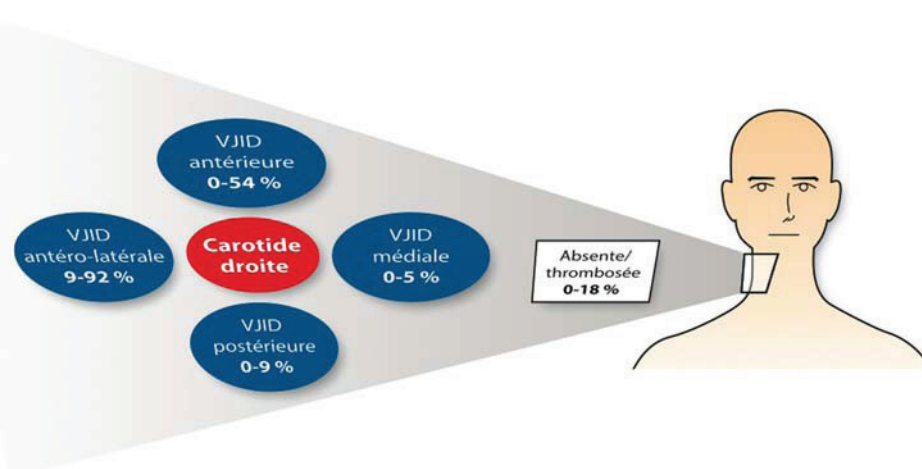 VJID
antérieure
0-54 %
VJID
antéro-latérale
9-92 %
Carotide
droite
VJID
médiale
0-5 %
Absente/
thrombosée
0-18 %
VJID
postérieure
0-9 %